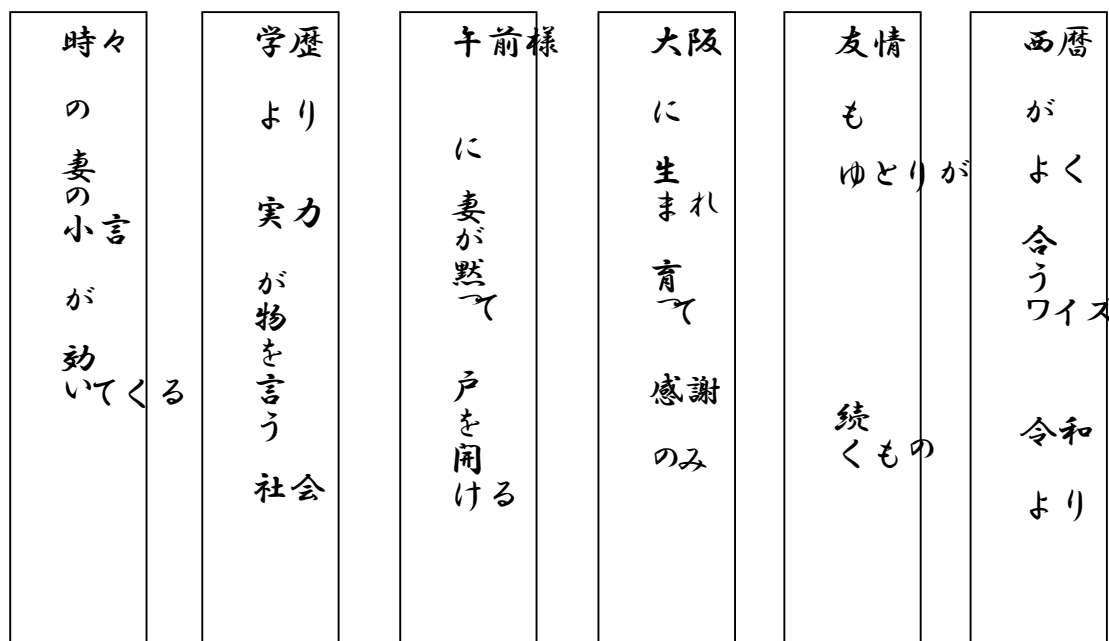 西暦がよく合うワイズ令和より
友情もゆとりが続くもの
大阪に生まれ育って感謝のみ
午前様に妻が黙って戸を開ける
学歴より実力が物を言う社会
時々の妻の小言が効いてくる